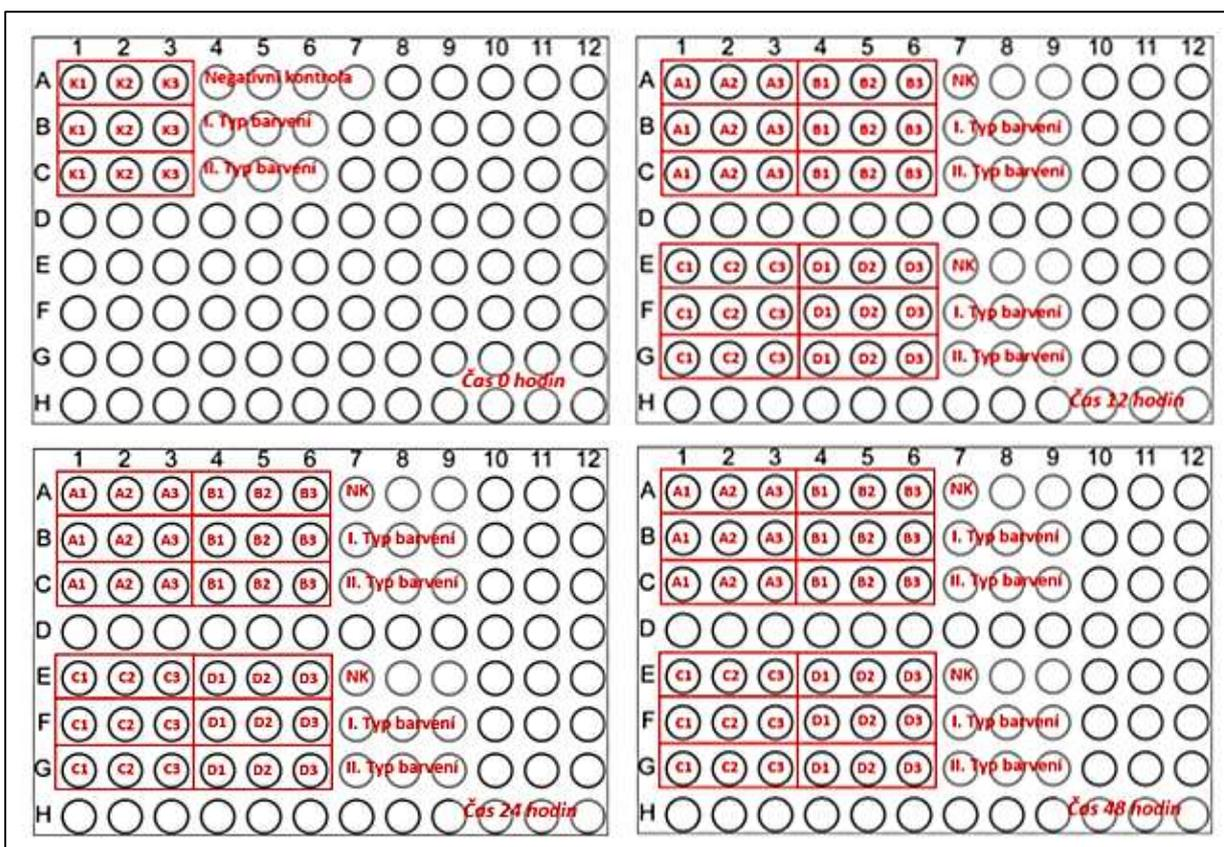 1 2 3 4 5 6 7 8 9 10 11 12
A K1 K2 K3 Negativní kontrola
B K1 K2 K3 I. Typ barvení
C K1 K2 K3 II. Typ barvení
D
E
F
G
Čas 0 hodin
H
1 2 3 4 5 6 7 8 9 10 11 12
A A1 A2 A3 B1 B2 B3 NK
B A1 A2 A3 B1 B2 B3 I. Typ barvení
C A1 A2 A3 B1 B2 B3 II. Typ barvení
D
E C1 C2 C3 D1 D2 D3 NK
F C1 C2 C3 D1 D2 D3 I. Typ barvení
G C1 C2 C3 D1 D2 D3 II. Typ barvení
H Čas 12 hodin
1 2 3 4 5 6 7 8 9 10 11 12
A A1 A2 A3 B1 B2 B3 NK
B A1 A2 A3 B1 B2 B3 I. Typ barvení
C A1 A2 A3 B1 B2 B3 II. Typ barvení
D
E C1 C2 C3 D1 D2 D3 NK
F C1 C2 C3 D1 D2 D3 I. Typ barvení
G C1 C2 C3 D1 D2 D3 II. Typ barvení
H Čas 24 hodin
1 2 3 4 5 6 7 8 9 10 11 12
A A1 A2 A3 B1 B2 B3 NK
B A1 A2 A3 B1 B2 B3 I. Typ barvení
C A1 A2 A3 B1 B2 B3 II. Typ barvení
D
E C1 C2 C3 D1 D2 D3 NK
F C1 C2 C3 D1 D2 D3 I. Typ barvení
G C1 C2 C3 D1 D2 D3 II. Typ barvení
H Čas 48 hodin